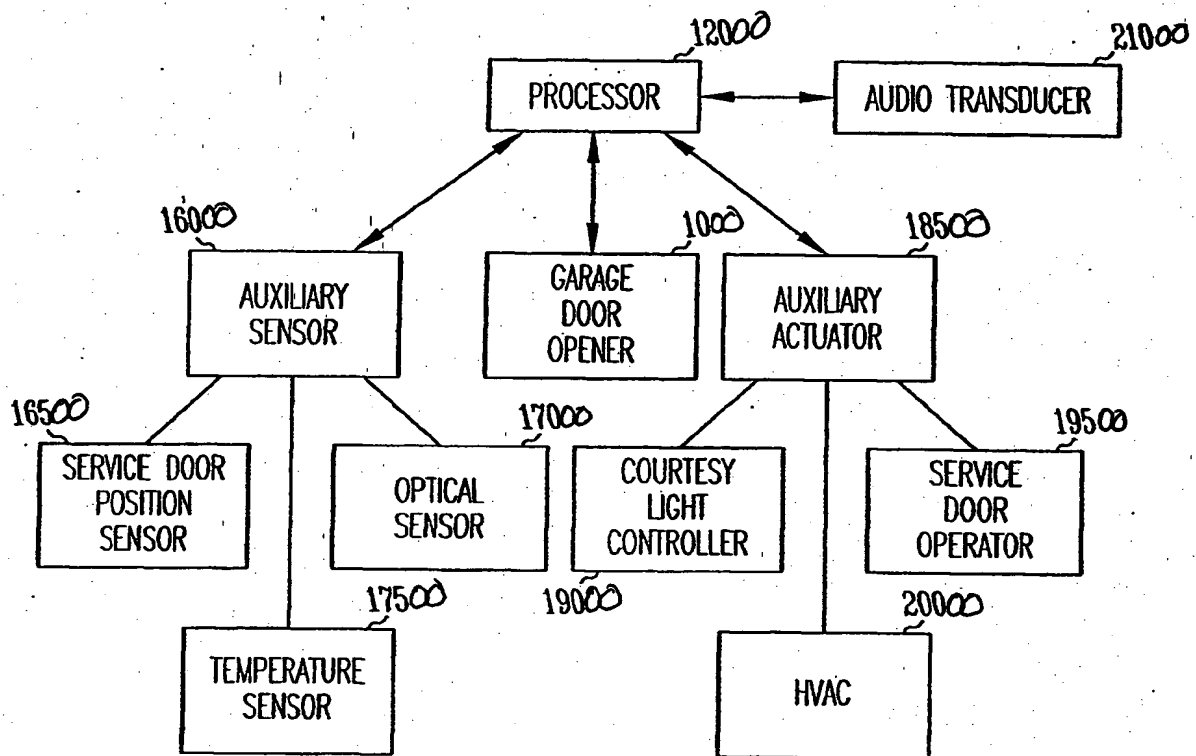 12000
21000
PROCESSOR
AUDIO TRANSDUCER
16000
1000
18500
AUXILIARY
SENSOR
GARAGE
DOOR
OPENER
AUXILIARY
ACTUATOR
16500
17000
19500
SERVICE DOOR
POSITION
SENSOR
OPTICAL
SENSOR
COURTESY
LIGHT
CONTROLLER
SERVICE
DOOR
OPERATOR
17500
19000
20000
TEMPERATURE
SENSOR
HVAC